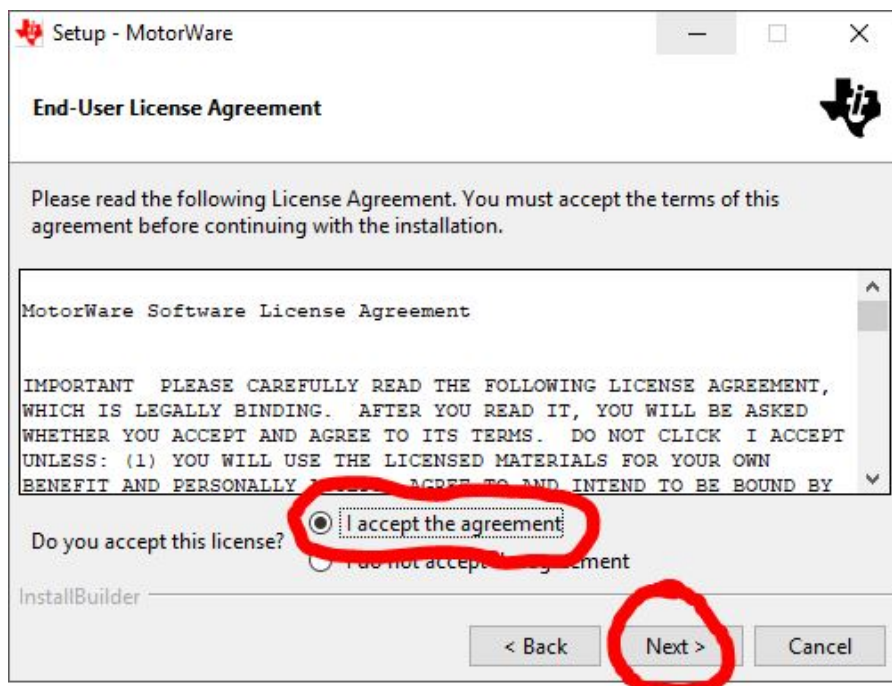 Setup - MotorWare
End-User License Agreement
Please read the following License Agreement. You must accept the terms of this
agreement before continuing with the installation.
MotorWare Software License Agreement
IMPORTANT  PLEASE CAREFULLY READ THE FOLLOWING LICENSE AGREEMENT,
WHICH IS LEGALLY BINDING.  AFTER YOU READ IT, YOU WILL BE ASKED
WHETHER YOU ACCEPT AND AGREE TO ITS TERMS.  DO NOT CLICK  I ACCEPT
UNLESS: (1) YOU WILL USE THE LICENSED MATERIALS FOR YOUR OWN
BENEFIT AND PERSONALLY AGREE TO AND INTEND TO BE BOUND BY
Do you accept this license?
I accept the agreement
I do not accept agreement
InstallBuilder
< Back
Next >
Cancel